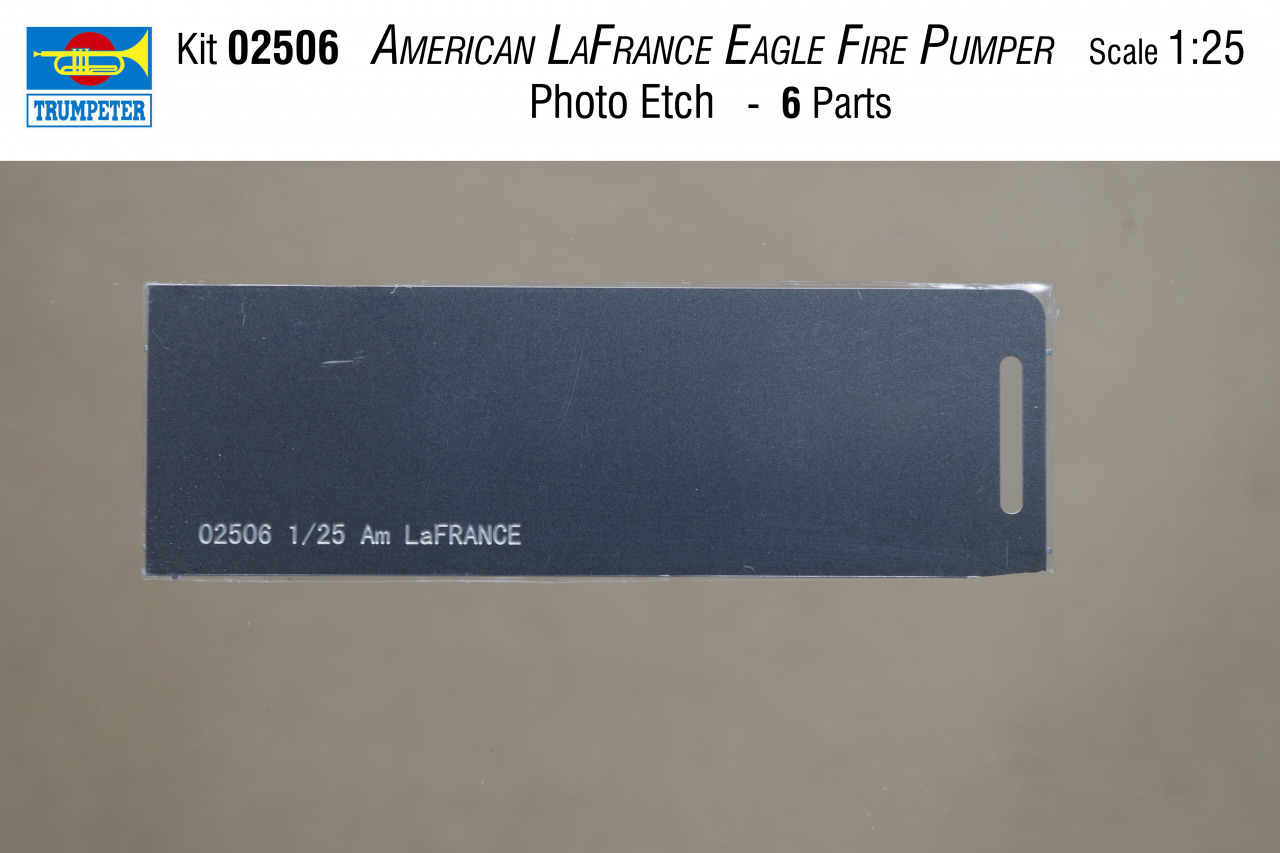 TRUMPETER
Kit 02506 AMERICAN LAFRANCE EAGLE FIRE PUMPER Scale 1:25
Photo Etch - 6 Parts
02506 1/25 Am LaFRANCE